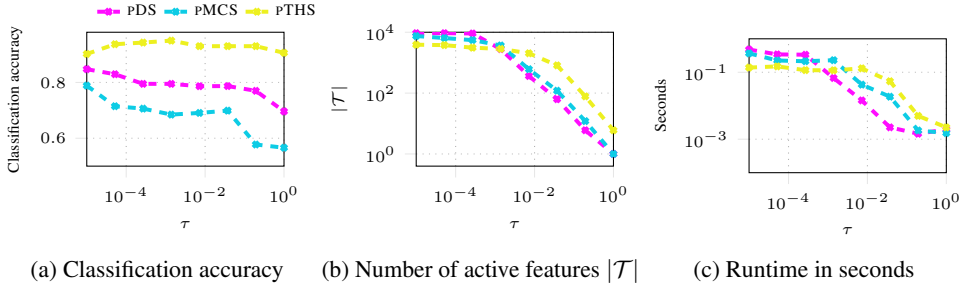 PDS PMCS PTHS
Classification accuracy
0.8
0.6
10^{-4} 10^{-2} 10^{0}
τ
(a) Classification accuracy
|𝒯|
10^{4}
10^{2}
10^{0}
10^{-4} 10^{-2} 10^{0}
τ
(b) Number of active features |𝒯|
Seconds
10^{-1}
10^{-3}
10^{-4} 10^{-2} 10^{0}
τ
(c) Runtime in seconds